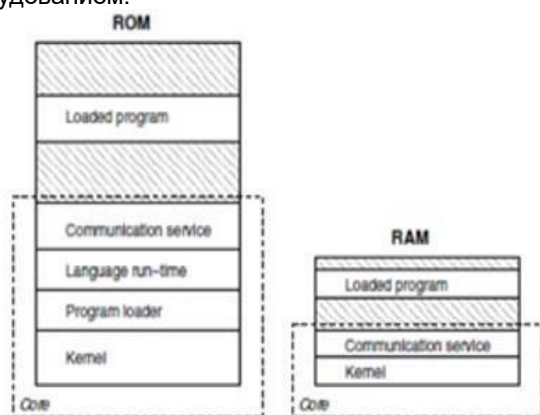 ROM
Loaded program
Communication service
Language run-time
Program loader
Kernel
Core
RAM
Loaded program
Communication service
Kernel
Core